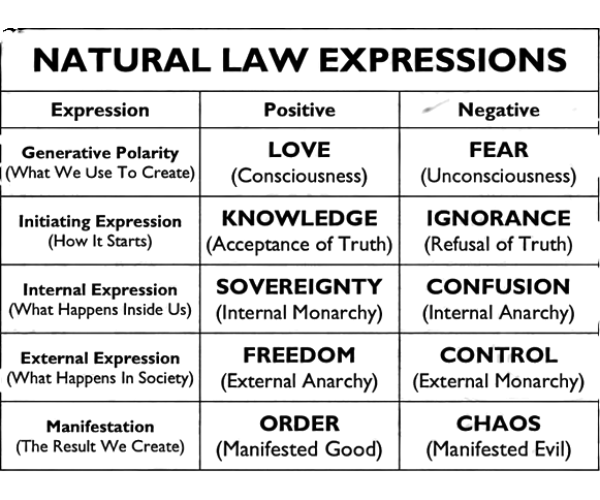 NATURAL LAW EXPRESSIONS
Expression Positive Negative
Generative Polarity
(What We Use To Create)
LOVE
(Consciousness)
FEAR
(Unconsciousness)
Initiating Expression
(How It Starts)
KNOWLEDGE
(Acceptance of Truth)
IGNORANCE
(Refusal of Truth)
Internal Expression
(What Happens Inside Us)
SOVEREIGNTY
(Internal Monarchy)
CONFUSION
(Internal Anarchy)
External Expression
(What Happens In Society)
FREEDOM
(External Anarchy)
CONTROL
(External Monarchy)
Manifestation
(The Result We Create)
ORDER
(Manifested Good)
CHAOS
(Manifested Evil)